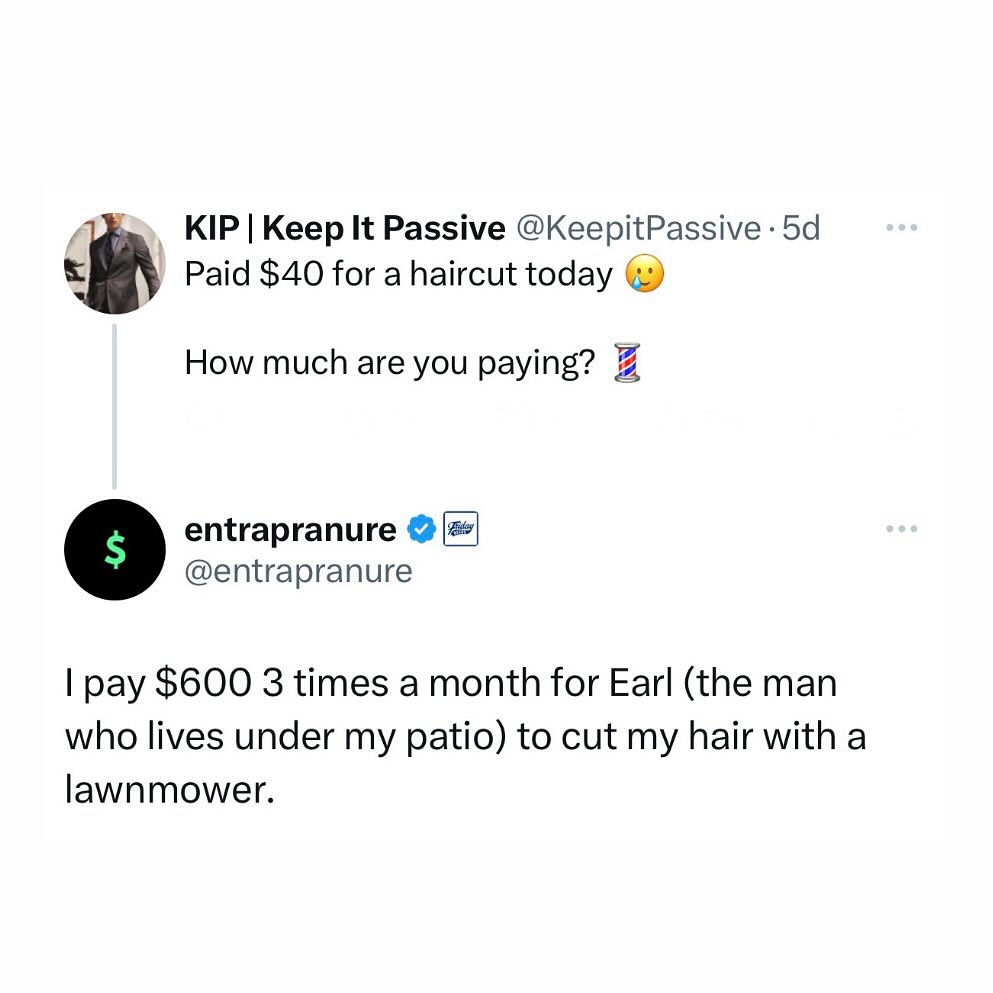 KIP | Keep It Passive @KeepitPassive · 5d
Paid $40 for a haircut today 🥲
How much are you paying? 💈
$
entrapranure
Friday
@entrapranure
I pay $600 3 times a month for Earl (the man
who lives under my patio) to cut my hair with a
lawnmower.